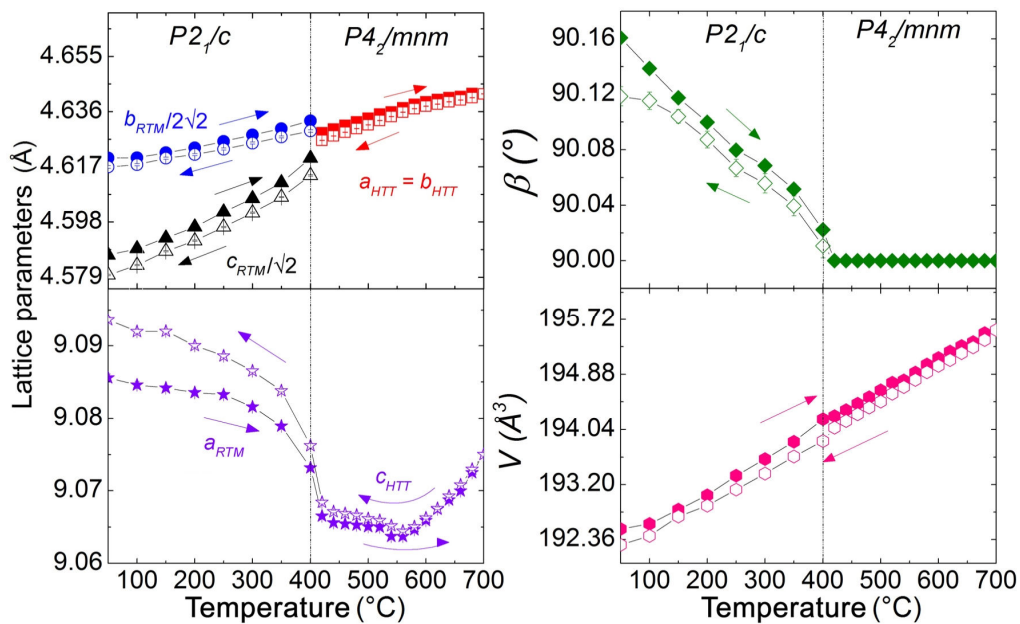 P2₁/c P4₂/mnm
Lattice parameters (Å)
4.655
4.636
4.617
4.598
4.579
b_RTM/2√2
a_HTT = b_HTT
c_RTM/√2
9.09
9.08
9.07
9.06
a_RTM
c_HTT
100 200 300 400 500 600 700
Temperature (°C)
P2₁/c P4₂/mnm
β (°)
90.16
90.12
90.08
90.04
90.00
V (Å³)
195.72
194.88
194.04
193.20
192.36
100 200 300 400 500 600 700
Temperature (°C)